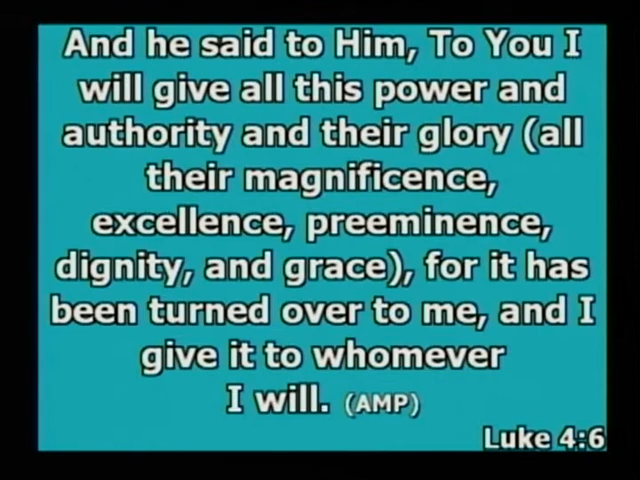 And he said to Him, To You I
will give all this power and
authority and their glory (all
their magnificence,
excellence, preeminence,
dignity, and grace), for it has
been turned over to me, and I
give it to whomever
I will. (AMP)
Luke 4:6